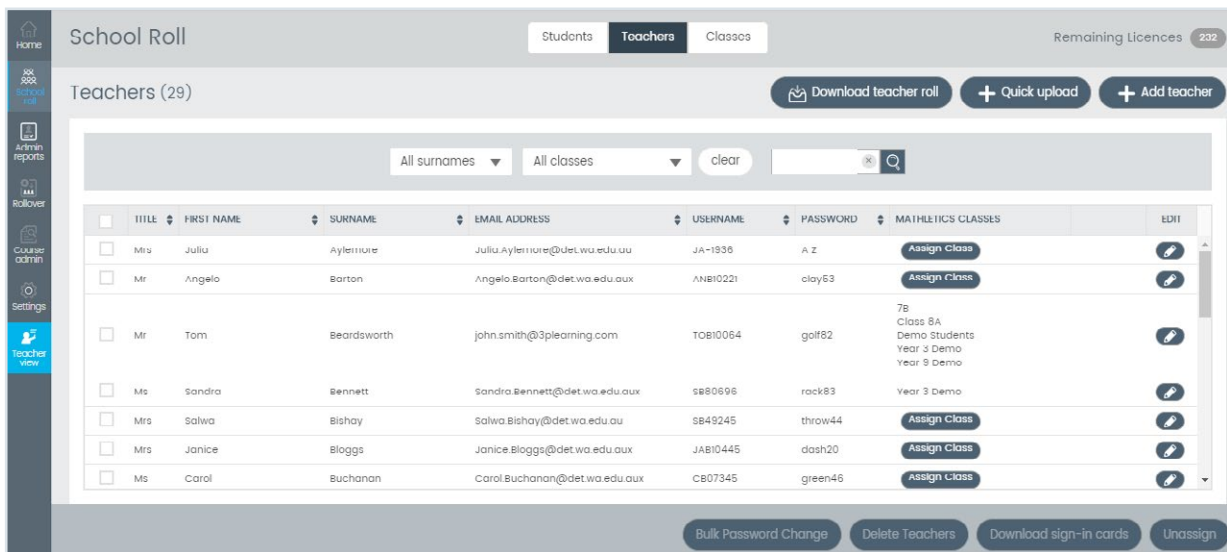 Home
School roll
Admin reports
Rollover
Course admin
Settings
Teacher view
School Roll
Students Teachers Classes
Remaining Licences 232
Teachers (29)
Download teacher roll
+ Quick upload
+ Add teacher
All surnames All classes clear
TITLE FIRST NAME SURNAME EMAIL ADDRESS USERNAME PASSWORD MATHLETICS CLASSES EDIT
Mrs Julia Aylemore Julia.Aylemore@det.wa.edu.au JA-1936 A Z Assign Class
Mr Angelo Barton Angelo.Barton@det.wa.edu.aux ANB10221 clay53 Assign Class
Mr Tom Beardsworth john.smith@3plearning.com TOB10064 golf82
7B
Class 8A
Demo Students
Year 3 Demo
Year 9 Demo
Ms Sandra Bennett Sandra.Bennett@det.wa.edu.aux SB80696 rock83 Year 3 Demo
Mrs Salwa Bishay Salwa.Bishay@det.wa.edu.au SB49245 throw44 Assign Class
Mrs Janice Bloggs Janice.Bloggs@det.wa.edu.aux JAB10445 dash20 Assign Class
Ms Carol Buchanan Carol.Buchanan@det.wa.edu.aux CB07345 green46 Assign Class
Bulk Password Change Delete Teachers Download sign-in cards Unassign